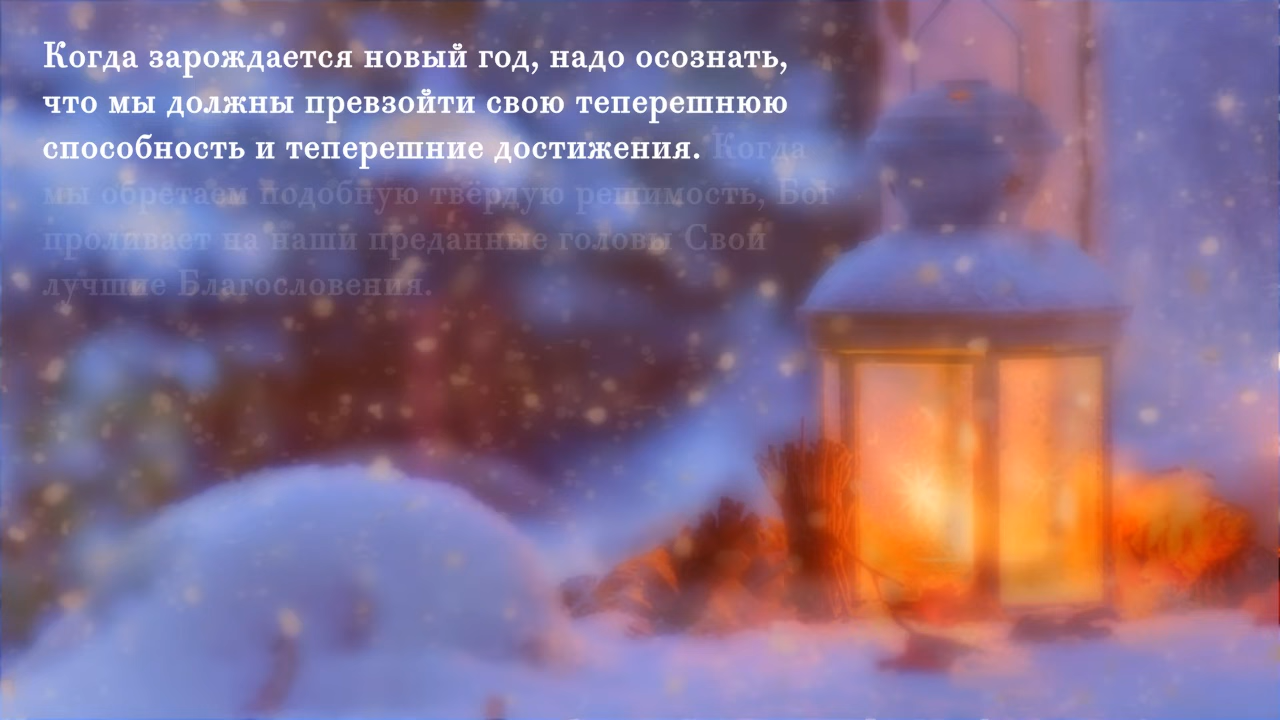 Когда зарождается новый год, надо осознать,
что мы должны превзойти свою теперешнюю
способность и теперешние достижения. Когда
мы обретаем подобную твёрдую решимость, Бог
проливает на наши преданные головы Свои
лучшие Благословения.